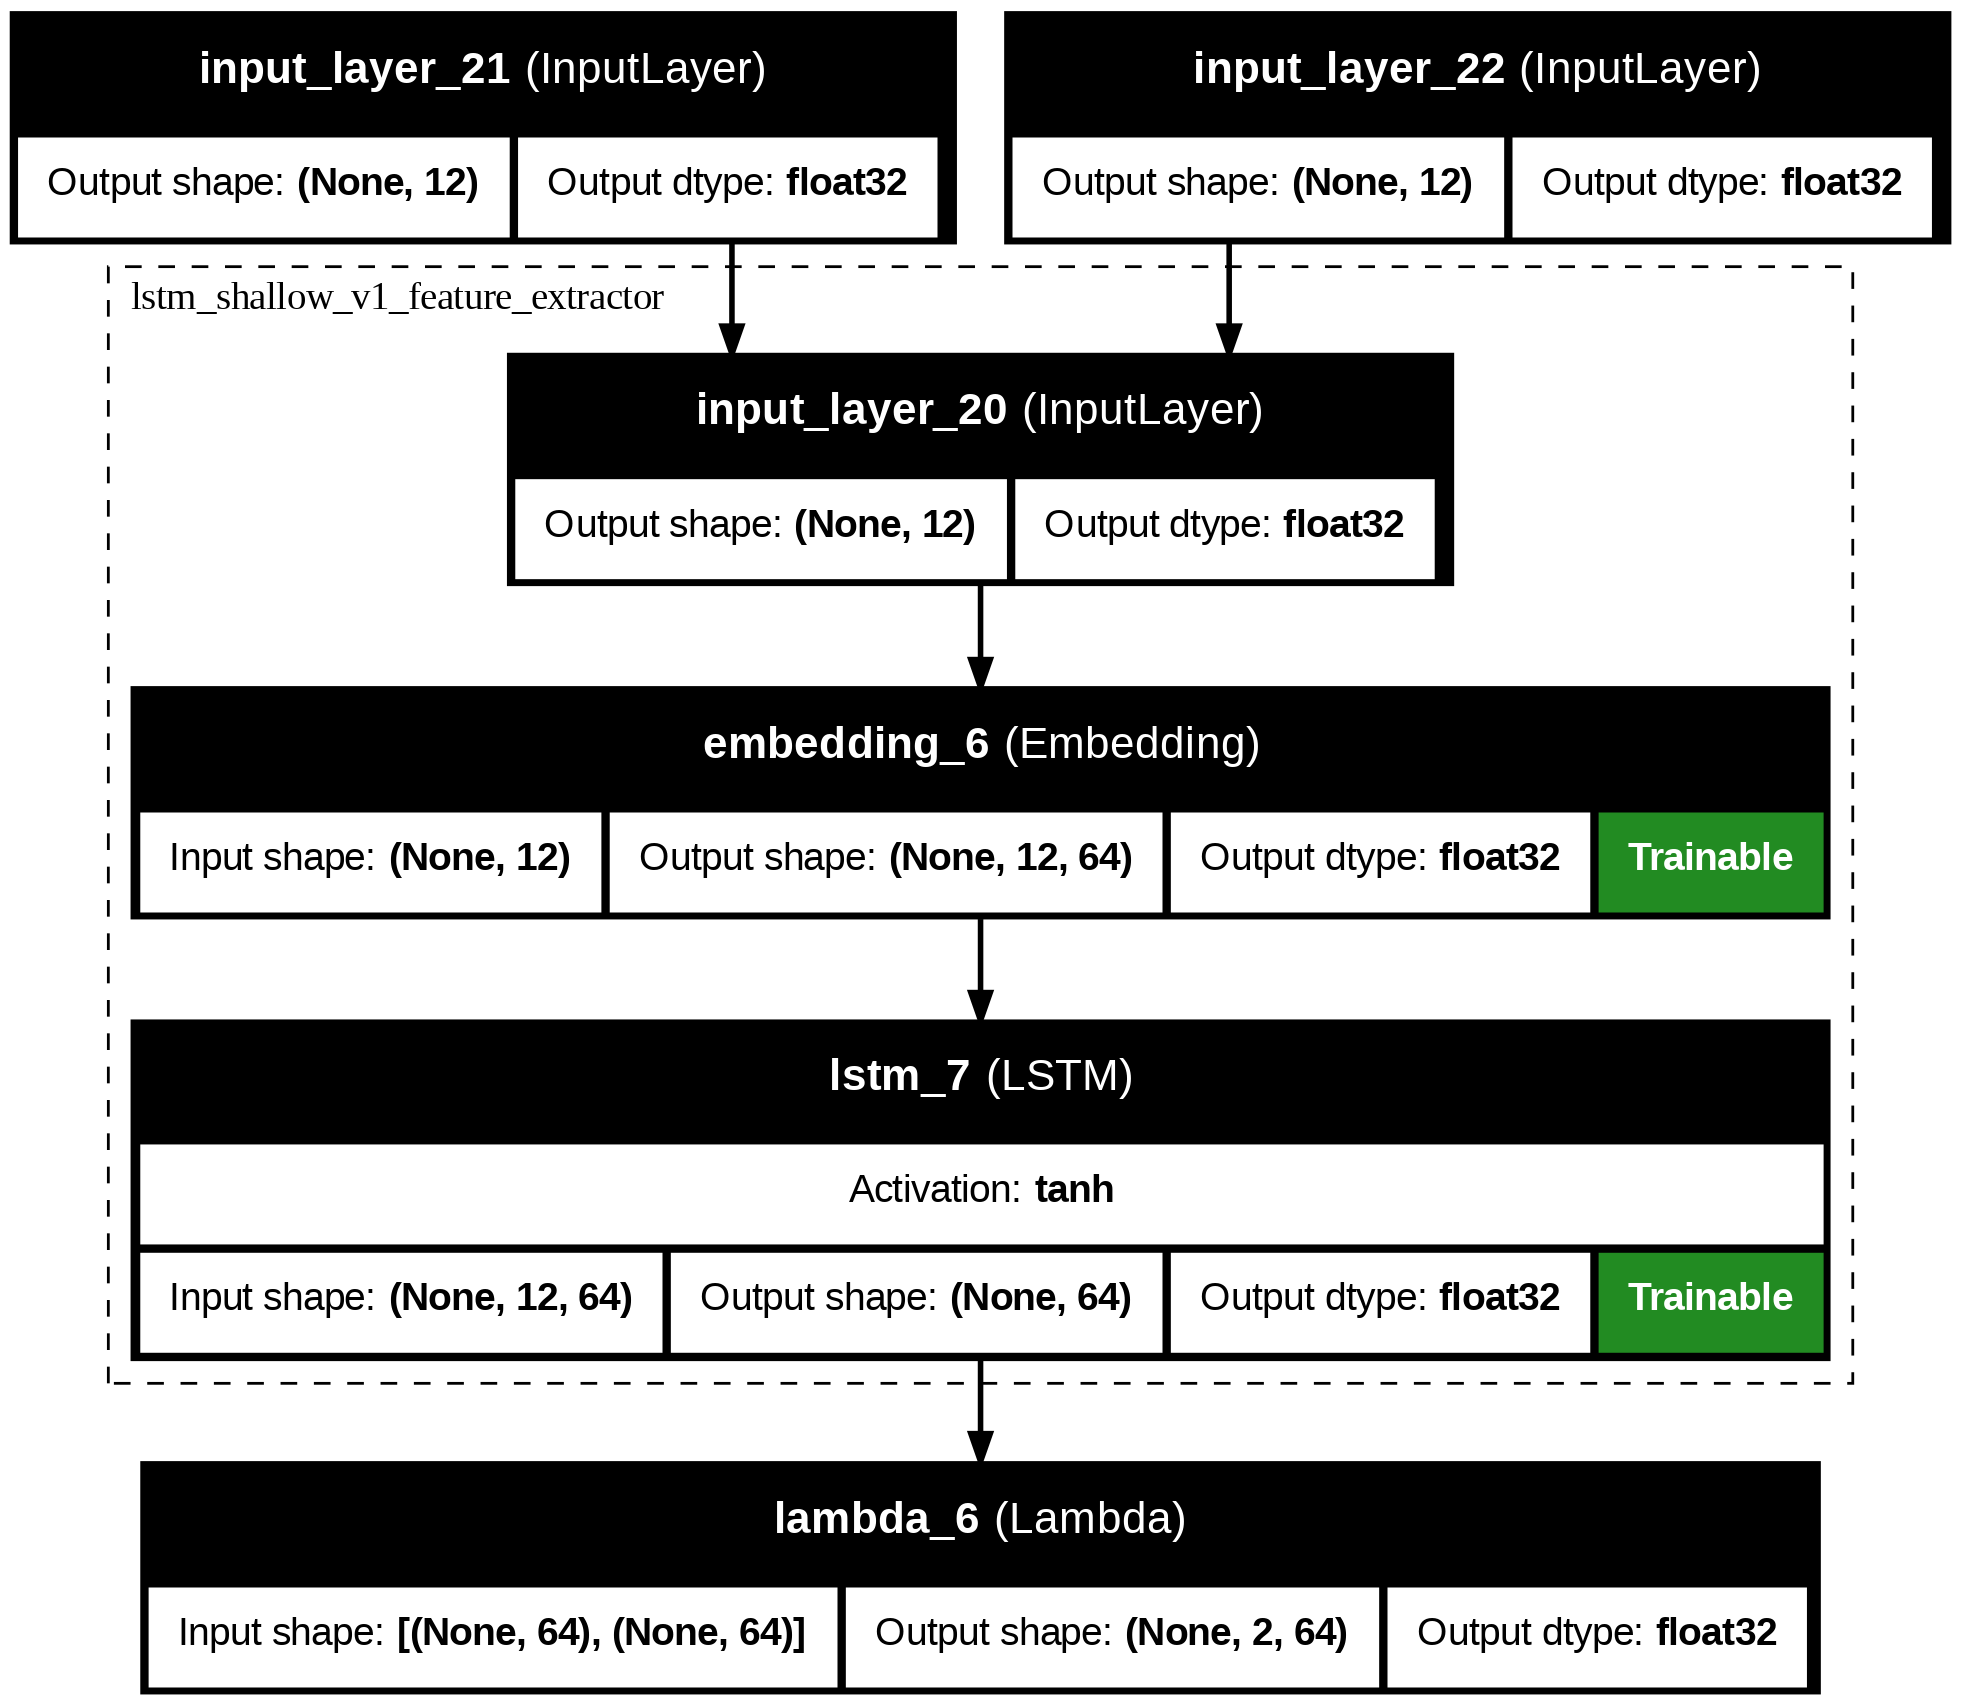 input_layer_21 (InputLayer)
Output shape: (None, 12) Output dtype: float32
input_layer_22 (InputLayer)
Output shape: (None, 12) Output dtype: float32
lstm_shallow_v1_feature_extractor
input_layer_20 (InputLayer)
Output shape: (None, 12) Output dtype: float32
embedding_6 (Embedding)
Input shape: (None, 12) Output shape: (None, 12, 64) Output dtype: float32 Trainable
lstm_7 (LSTM)
Activation: tanh
Input shape: (None, 12, 64) Output shape: (None, 64) Output dtype: float32 Trainable
lambda_6 (Lambda)
Input shape: [(None, 64), (None, 64)] Output shape: (None, 2, 64) Output dtype: float32